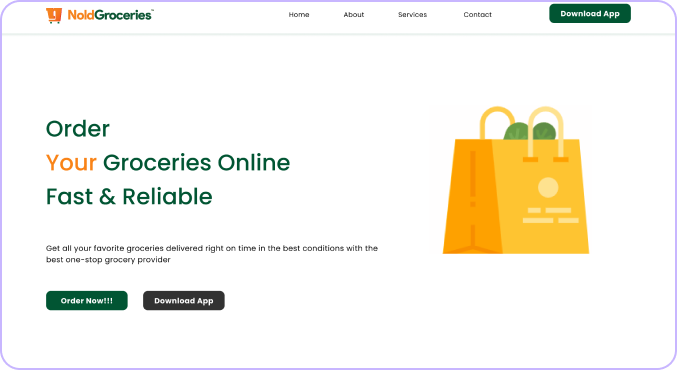 NoldGroceries™
Home
About
Services
Contact
Download App
Order
Your Groceries Online
Fast & Reliable
Get all your favorite groceries delivered right on time in the best conditions with the
best one-stop grocery provider
Order Now!!!
Download App